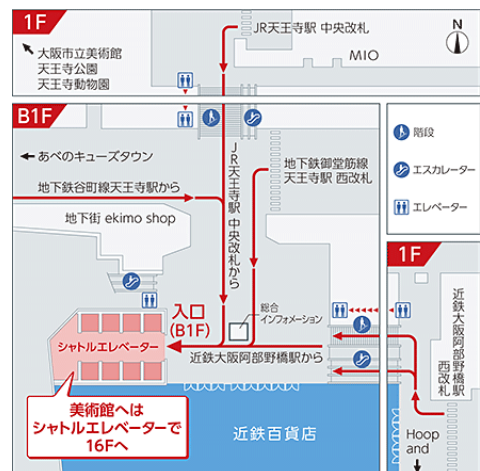 1F
JR天王寺駅 中央改札
N
MIO
大阪市立美術館
天王寺公園
天王寺動物園
B1F
あべのキューズタウン
地下鉄谷町線天王寺駅から
地下街 ekimo shop
JR天王寺駅 中央改札から
地下鉄御堂筋線
天王寺駅 西改札
階段
エスカレーター
エレベーター
1F
近鉄大阪阿部野橋駅
西改札
入口
(B1F)
総合
インフォメーション
シャトルエレベーター
近鉄大阪阿部野橋駅から
美術館へは
シャトルエレベーターで
16Fへ
近鉄百貨店
Hoop
and